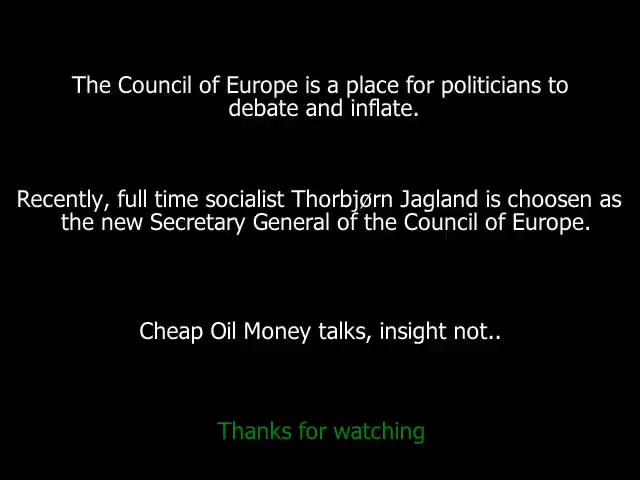 The Council of Europe is a place for politicians to
debate and inflate.
Recently, full time socialist Thorbjørn Jagland is choosen as
the new Secretary General of the Council of Europe.
Cheap Oil Money talks, insight not..
Thanks for watching